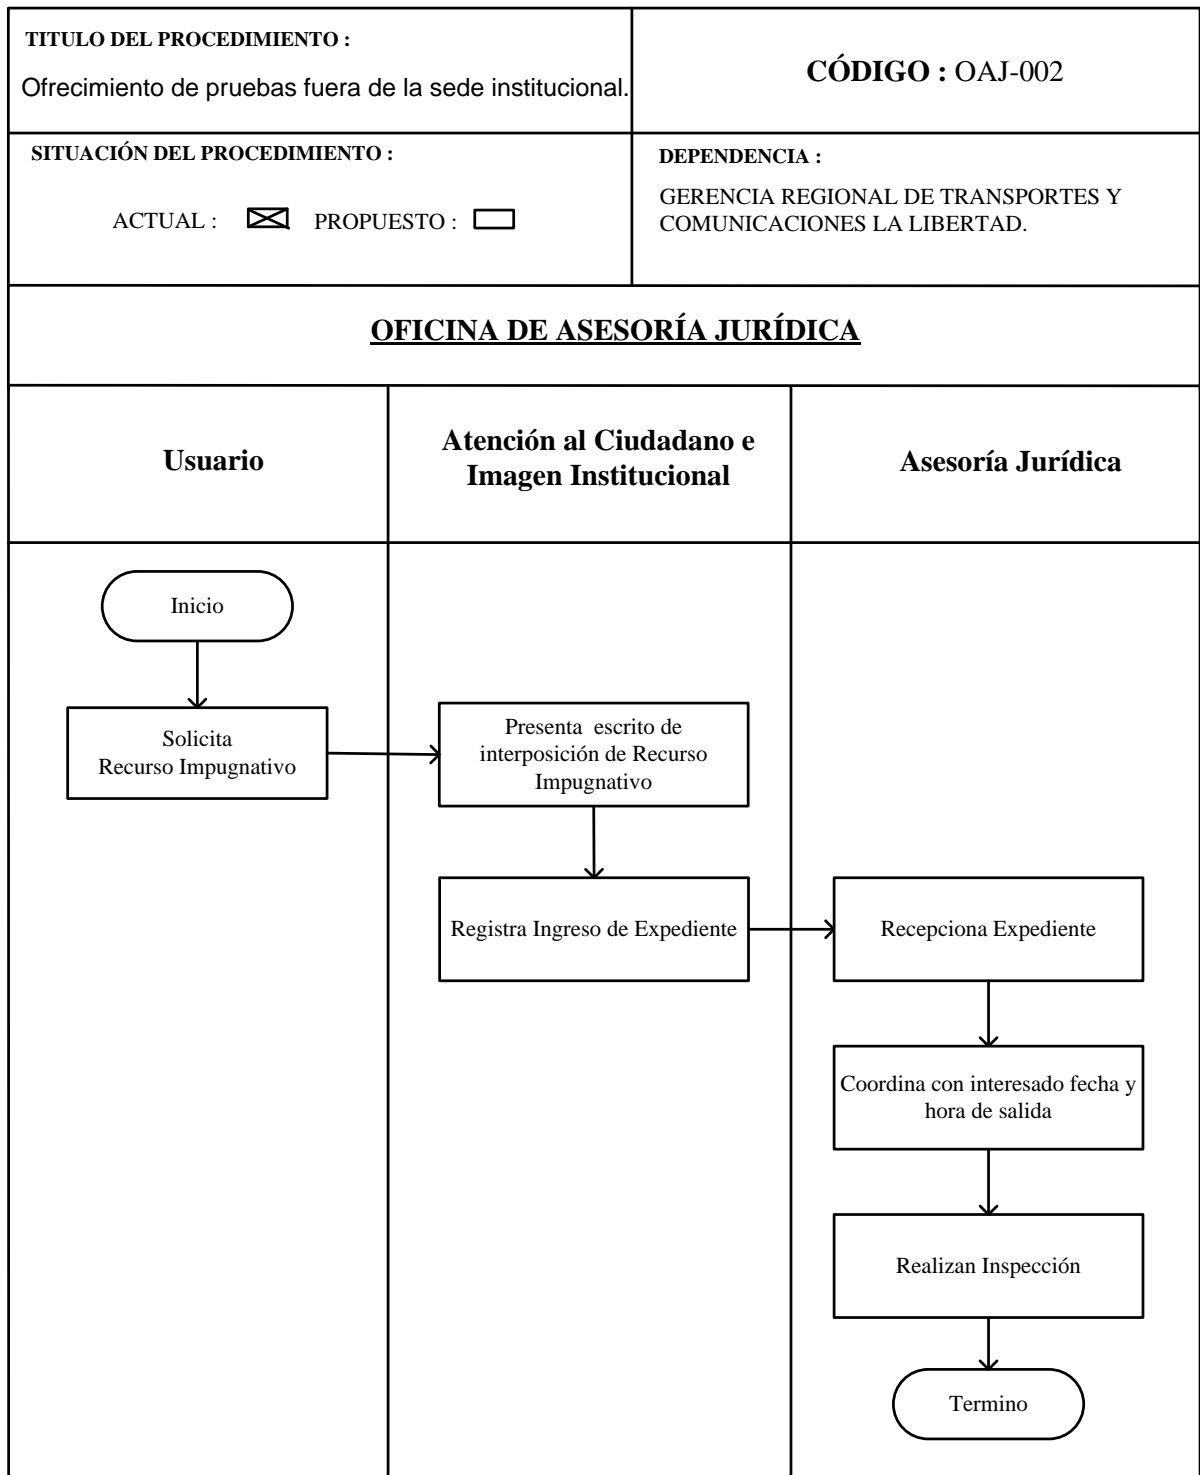 TITULO DEL PROCEDIMIENTO :
Ofrecimiento de pruebas fuera de la sede institucional.
CÓDIGO : OAJ-002
SITUACIÓN DEL PROCEDIMIENTO :
ACTUAL : PROPUESTO :
DEPENDENCIA :
GERENCIA REGIONAL DE TRANSPORTES Y
COMUNICACIONES LA LIBERTAD.
OFICINA DE ASESORÍA JURÍDICA
Usuario
Atención al Ciudadano e
Imagen Institucional
Asesoría Jurídica
Inicio
Solicita
Recurso Impugnativo
Presenta escrito de
interposición de Recurso
Impugnativo
Registra Ingreso de Expediente
Recepciona Expediente
Coordina con interesado fecha y
hora de salida
Realizan Inspección
Termino